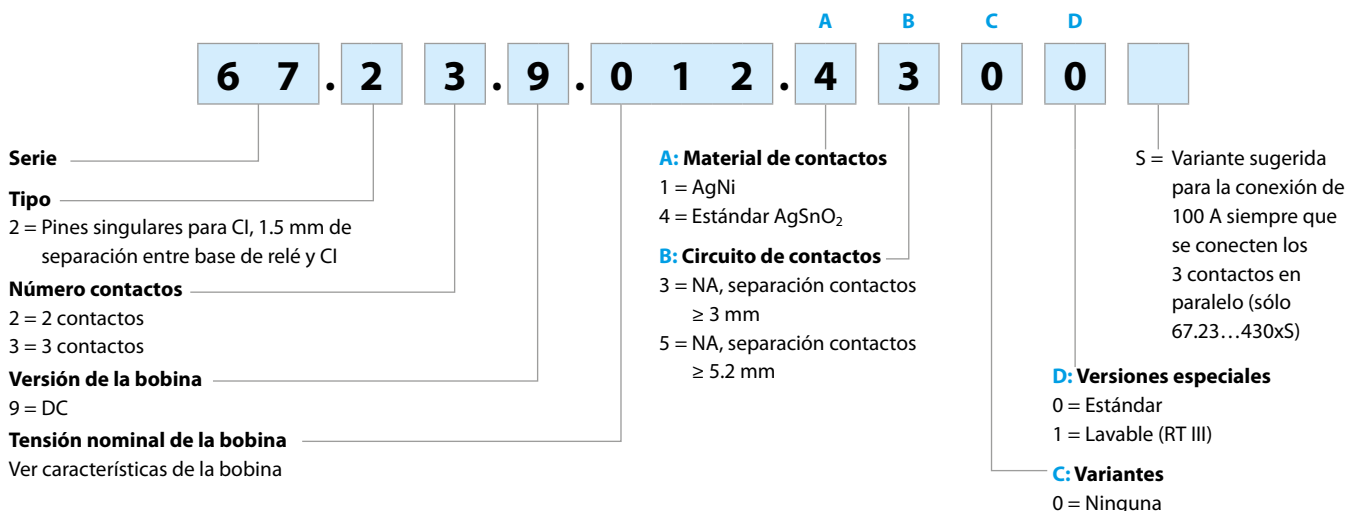 A B C D
6 7 . 2 3 . 9 . 0 1 2 . 4 3 0 0
Serie
Tipo
2 = Pines singulares para CI, 1.5 mm de
separación entre base de relé y CI
Número contactos
2 = 2 contactos
3 = 3 contactos
Versión de la bobina
9 = DC
Tensión nominal de la bobina
Ver características de la bobina
A: Material de contactos
1 = AgNi
4 = Estándar AgSnO₂
B: Circuito de contactos
3 = NA, separación contactos
≥ 3 mm
5 = NA, separación contactos
≥ 5.2 mm
S = Variante sugerida
para la conexión de
100 A siempre que
se conecten los
3 contactos en
paralelo (sólo
67.23…430xS)
D: Versiones especiales
0 = Estándar
1 = Lavable (RT III)
C: Variantes
0 = Ninguna